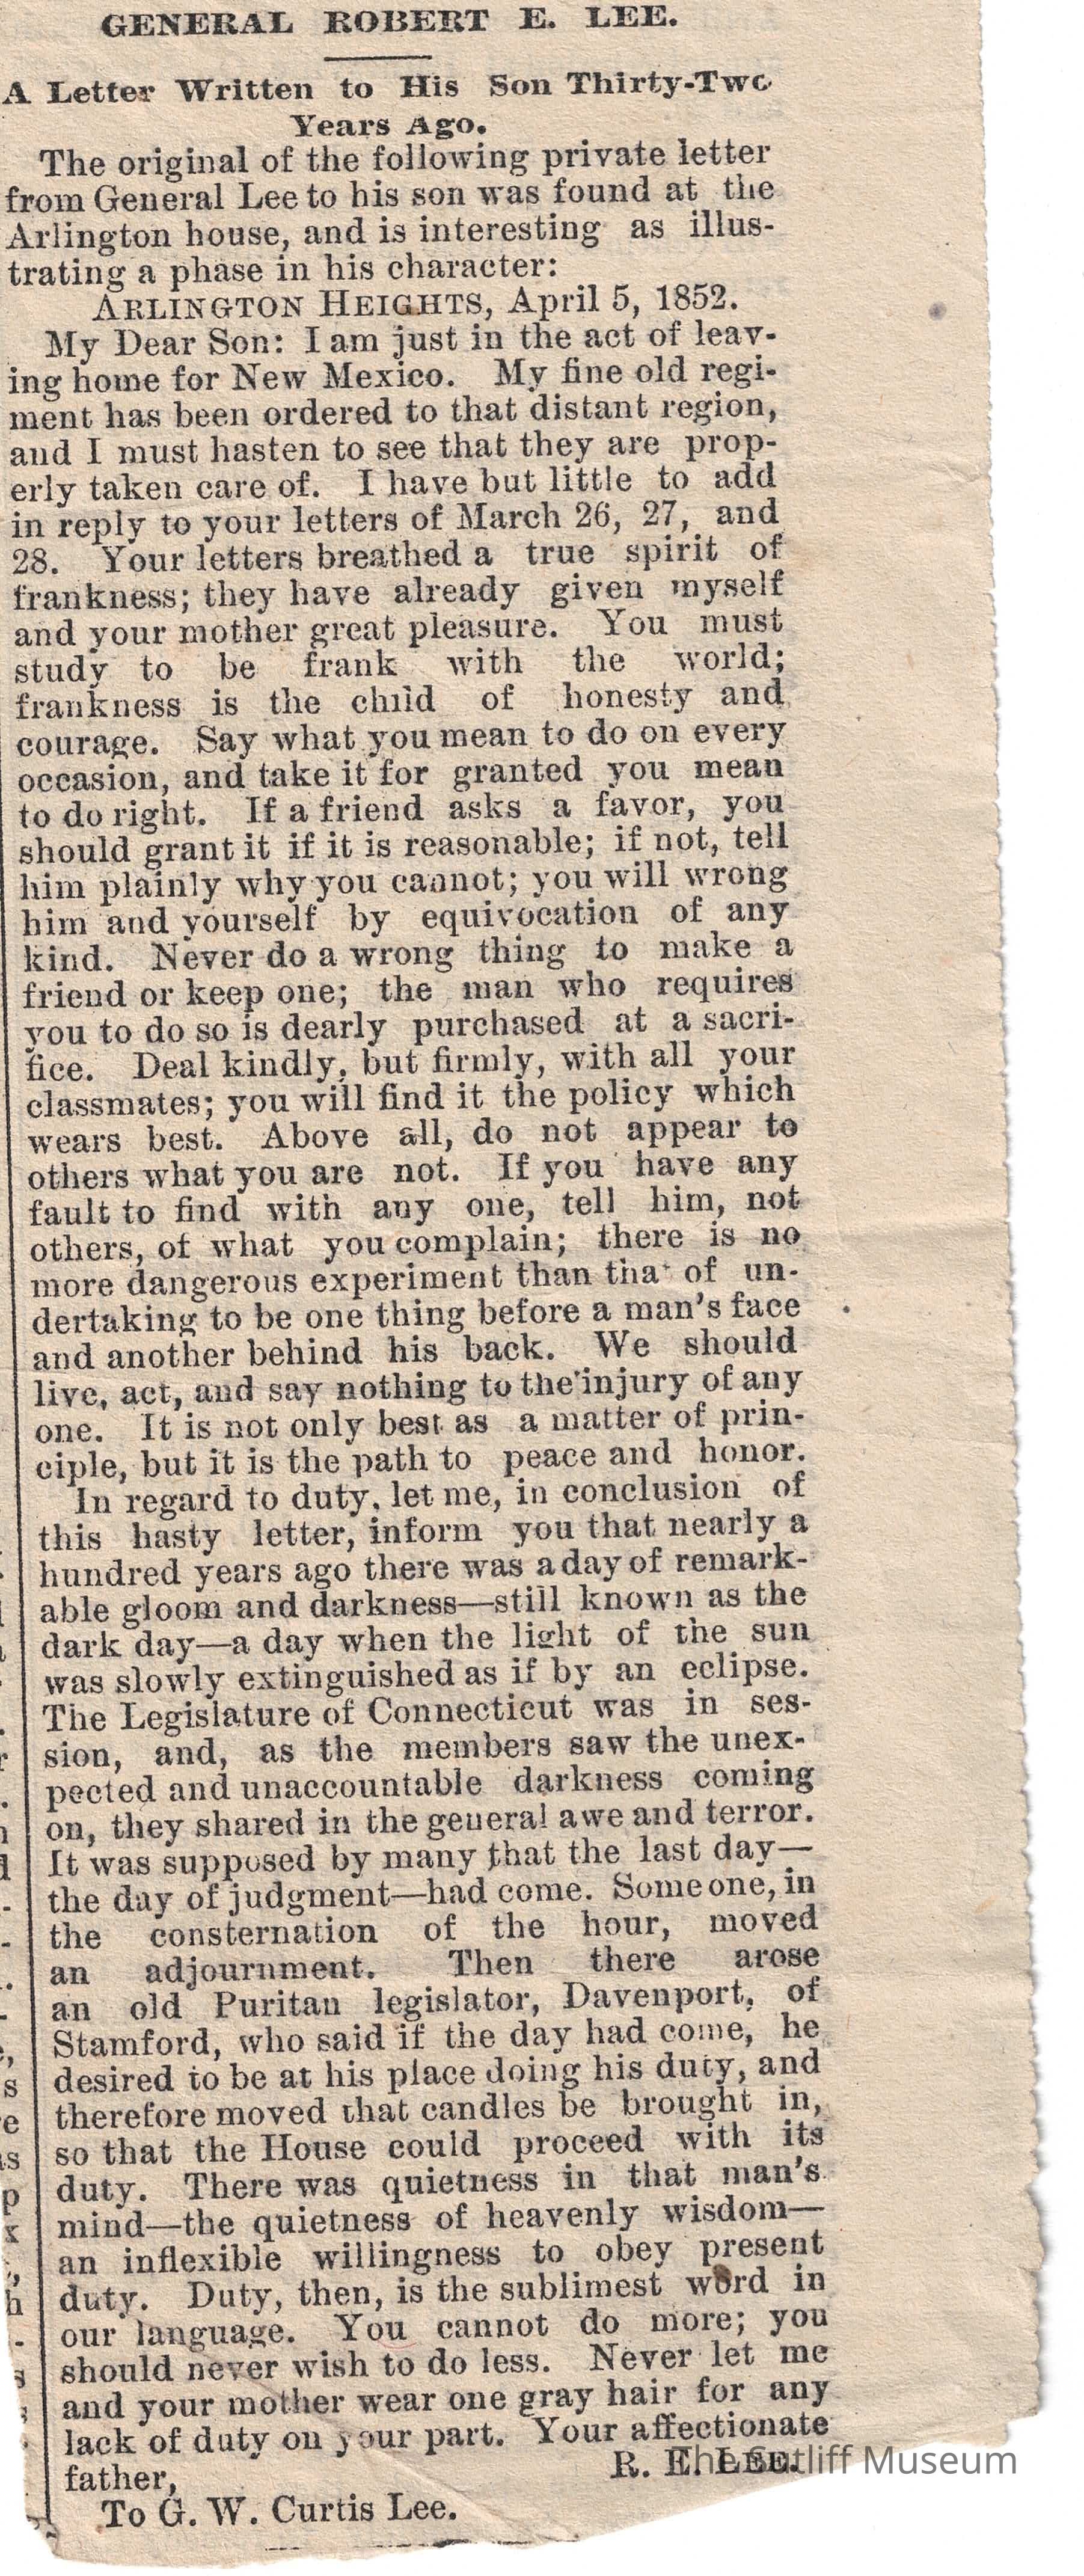 GENERAL ROBERT E. LEE.
A Letter Written to His Son Thirty-Two
Years Ago.
The original of the following private letter
from General Lee to his son was found at the
Arlington house, and is interesting as illus-
trating a phase in his character:
ARLINGTON HEIGHTS, April 5, 1852.
My Dear Son: I am just in the act of leav-
ing home for New Mexico. My fine old regi-
ment has been ordered to that distant region,
and I must hasten to see that they are prop-
erly taken care of. I have but little to add
in reply to your letters of March 26, 27, and
28. Your letters breathed a true spirit of
frankness; they have already given myself
and your mother great pleasure. You must
study to be frank with the world;
frankness is the child of honesty and
courage. Say what you mean to do on every
occasion, and take it for granted you mean
to do right. If a friend asks a favor, you
should grant it if it is reasonable; if not, tell
him plainly why you cannot; you will wrong
him and yourself by equivocation of any
kind. Never do a wrong thing to make a
friend or keep one; the man who requires
you to do so is dearly purchased at a sacri-
fice. Deal kindly, but firmly, with all your
classmates; you will find it the policy which
wears best. Above all, do not appear to
others what you are not. If you have any
fault to find with any one, tell him, not
others, of what you complain; there is no
more dangerous experiment than tha of un-
dertaking to be one thing before a man's face
and another behind his back. We should
live, act, and say nothing to the injury of any
one. It is not only best as a matter of prin-
ciple, but it is the path to peace and honor.
In regard to duty, let me, in conclusion of
this hasty letter, inform you that nearly a
hundred years ago there was a day of remark-
able gloom and darkness—still known as the
dark day—a day when the light of the sun
was slowly extinguished as if by an eclipse.
The Legislature of Connecticut was in ses-
sion, and, as the members saw the unex-
pected and unaccountable darkness coming
on, they shared in the general awe and terror.
It was supposed by many that the last day—
the day of judgment—had come. Some one, in
the consternation of the hour, moved
an adjournment. Then there arose
an old Puritan legislator, Davenport, of
Stamford, who said if the day had come, he
desired to be at his place doing his duty, and
therefore moved that candles be brought in,
so that the House could proceed with its
duty. There was quietness in that man's
mind—the quietness of heavenly wisdom—
an inflexible willingness to obey present
duty. Duty, then, is the sublimest word in
our language. You cannot do more; you
should never wish to do less. Never let me
and your mother wear one gray hair for any
lack of duty on your part. Your affectionate
father, R. E. LEE.
To G. W. Curtis Lee.
The Sutliff Museum